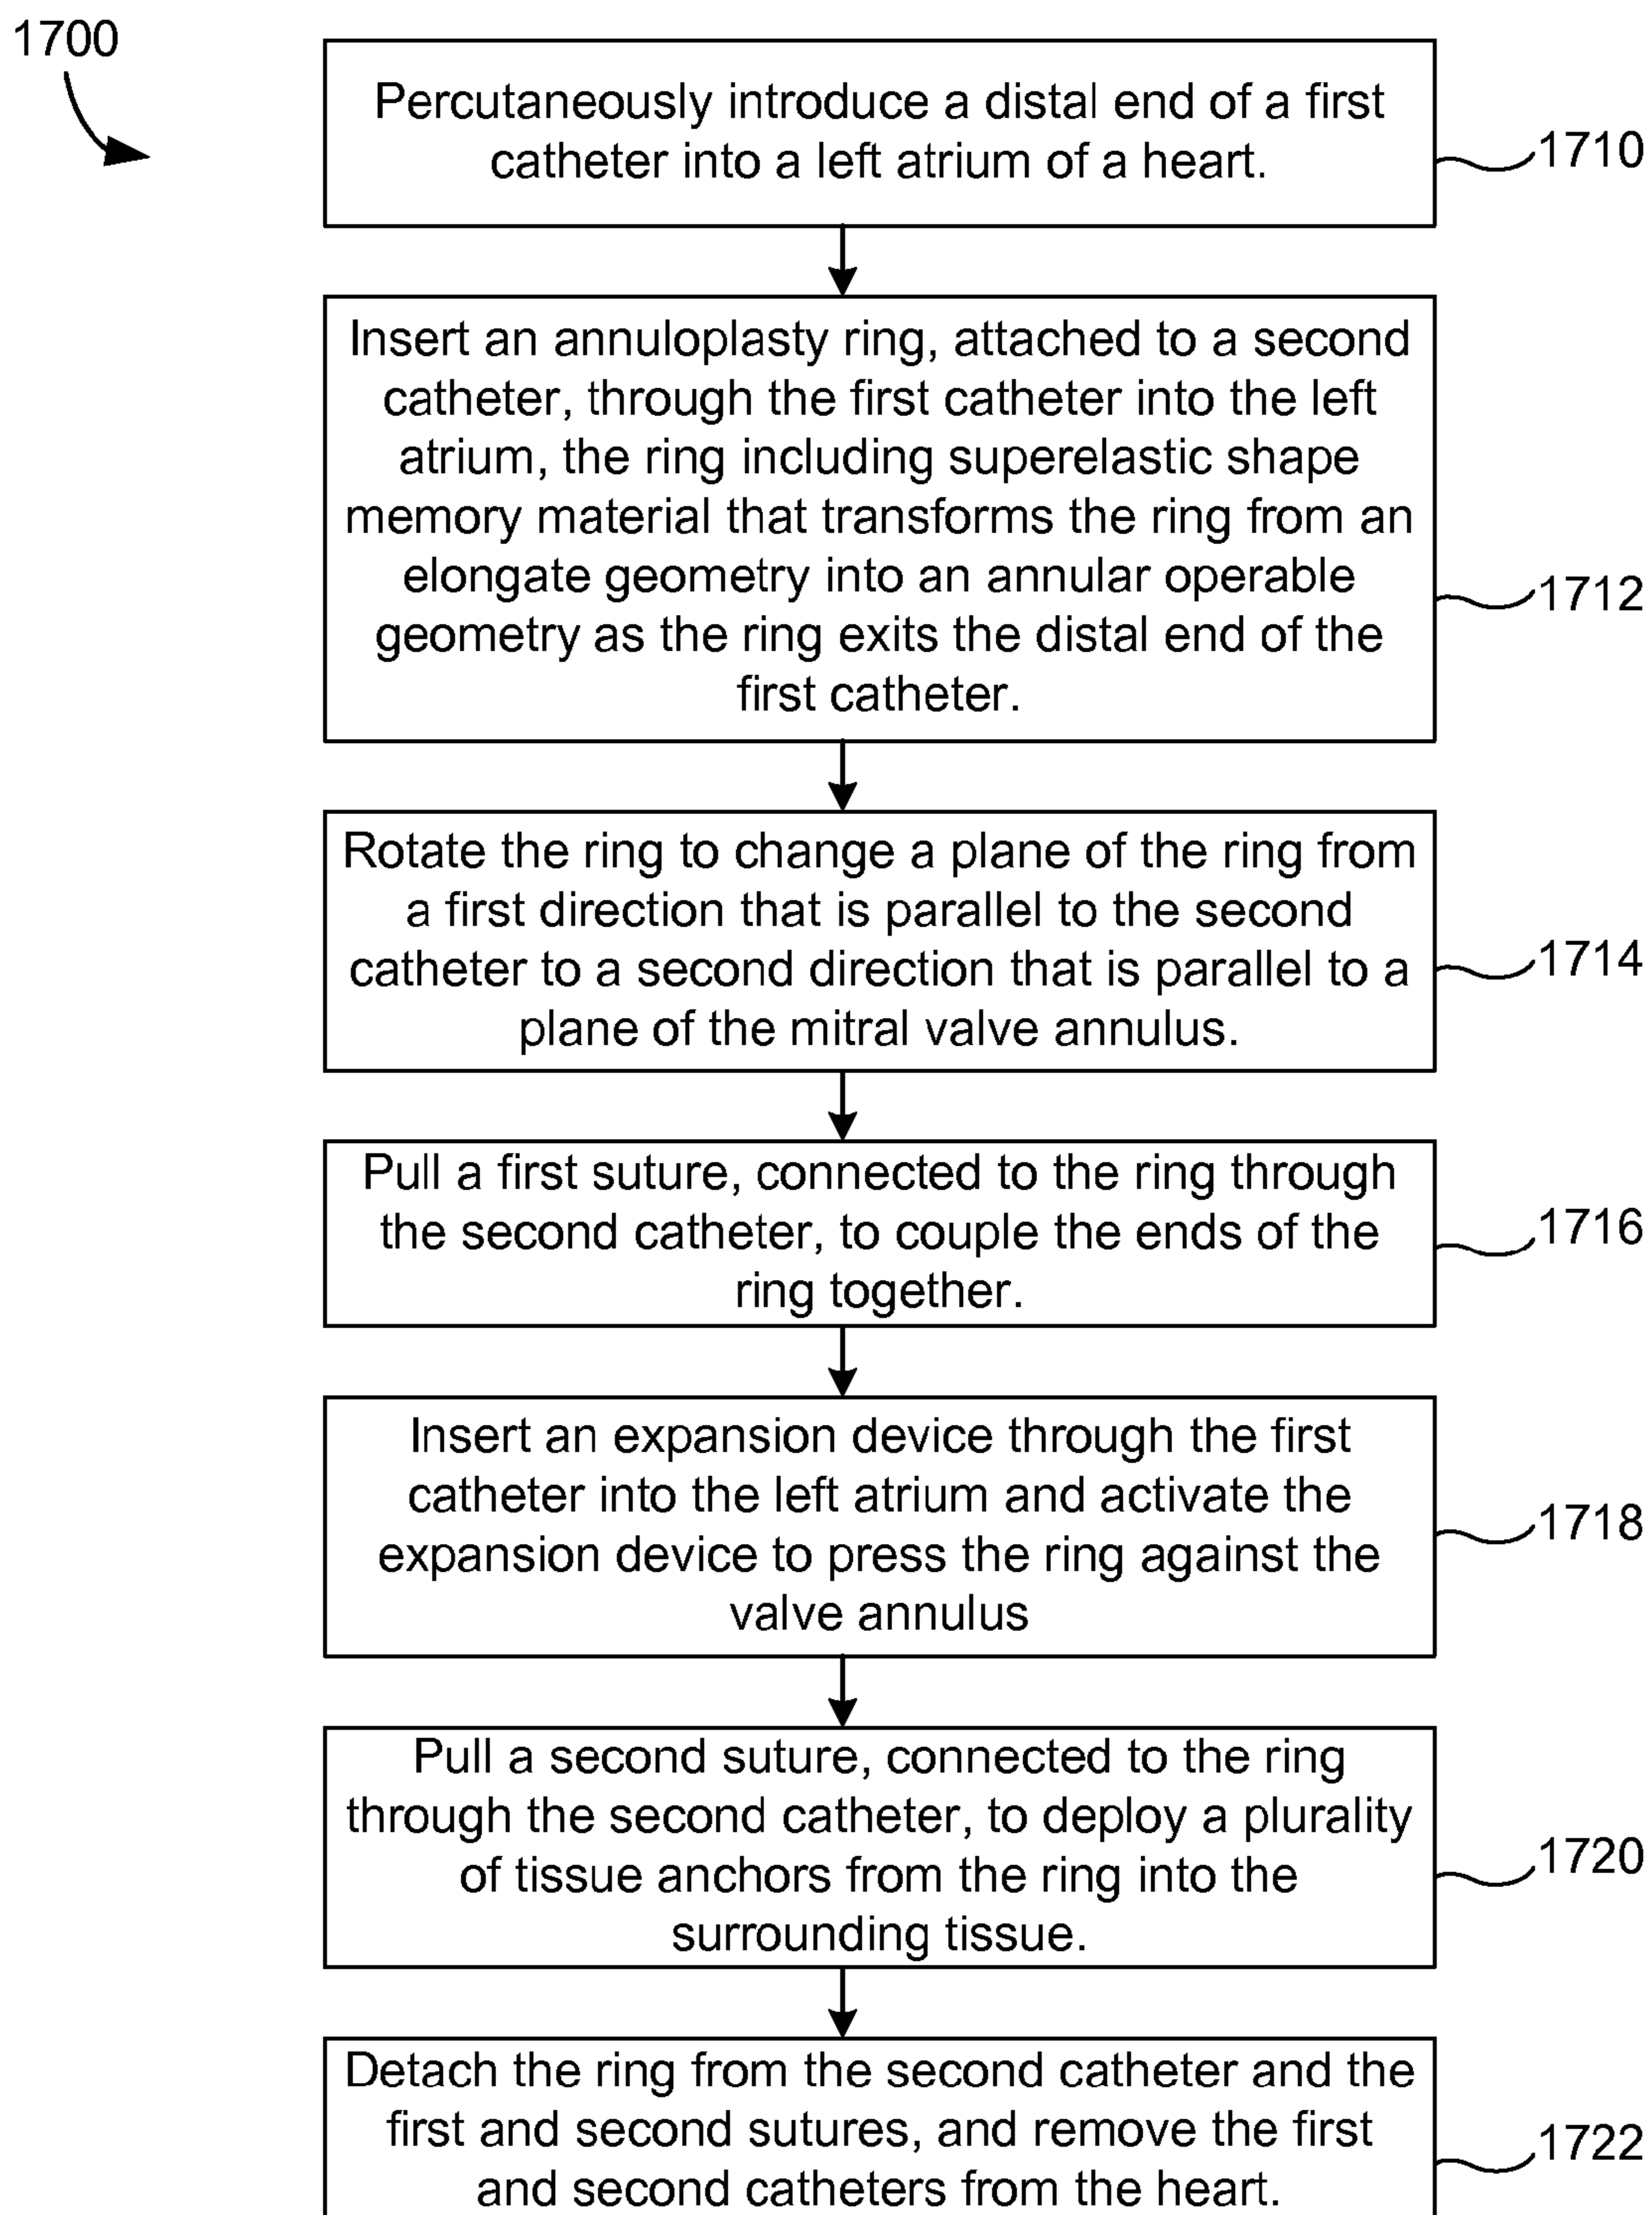 1700
Percutaneously introduce a distal end of a first
catheter into a left atrium of a heart.
1710
Insert an annuloplasty ring, attached to a second
catheter, through the first catheter into the left
atrium, the ring including superelastic shape
memory material that transforms the ring from an
elongate geometry into an annular operable
geometry as the ring exits the distal end of the
first catheter.
1712
Rotate the ring to change a plane of the ring from
a first direction that is parallel to the second
catheter to a second direction that is parallel to a
plane of the mitral valve annulus.
1714
Pull a first suture, connected to the ring through
the second catheter, to couple the ends of the
ring together.
1716
Insert an expansion device through the first
catheter into the left atrium and activate the
expansion device to press the ring against the
valve annulus
1718
Pull a second suture, connected to the ring
through the second catheter, to deploy a plurality
of tissue anchors from the ring into the
surrounding tissue.
1720
Detach the ring from the second catheter and the
first and second sutures, and remove the first
and second catheters from the heart.
1722